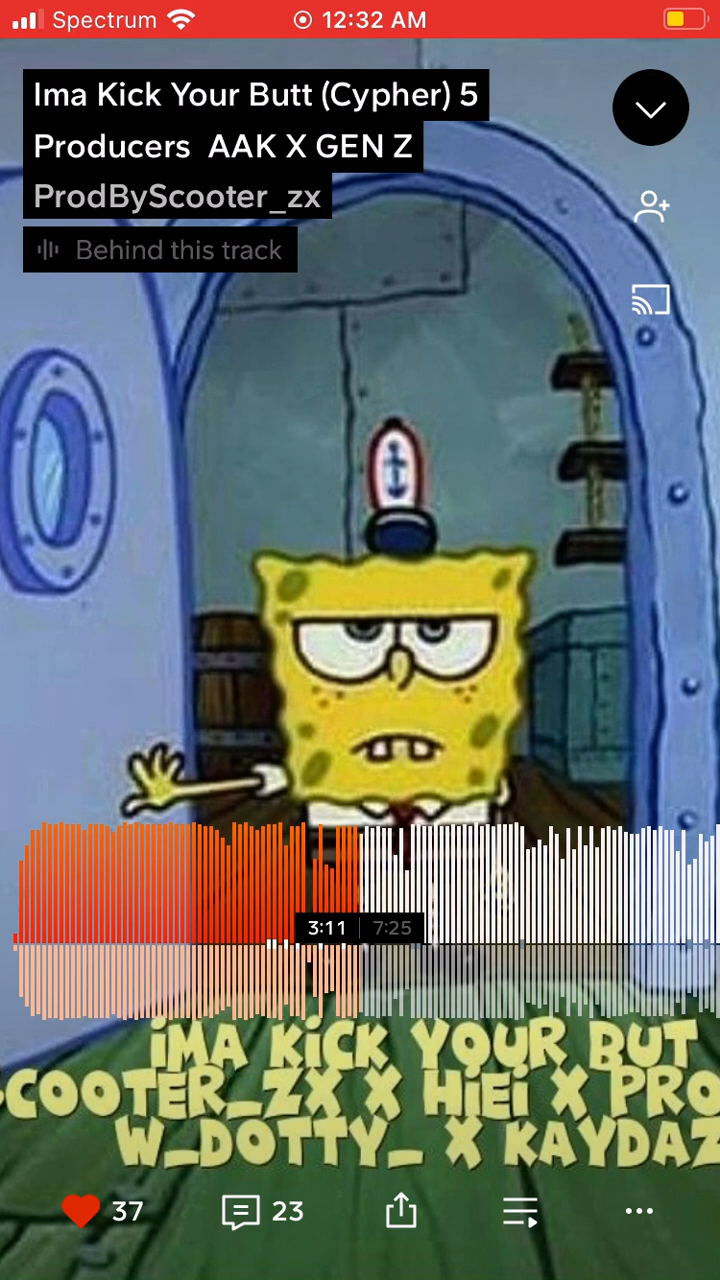 Spectrum 12:32 AM
Ima Kick Your Butt (Cypher) 5
Producers AAK X GEN Z
ProdByScooter_zx
Behind this track
3:11 7:25
iMA KiCK YOUR BUT
COOTER_ZX X HiEi X PRO
W_DOTTY_ X KAYDAZ
37 23